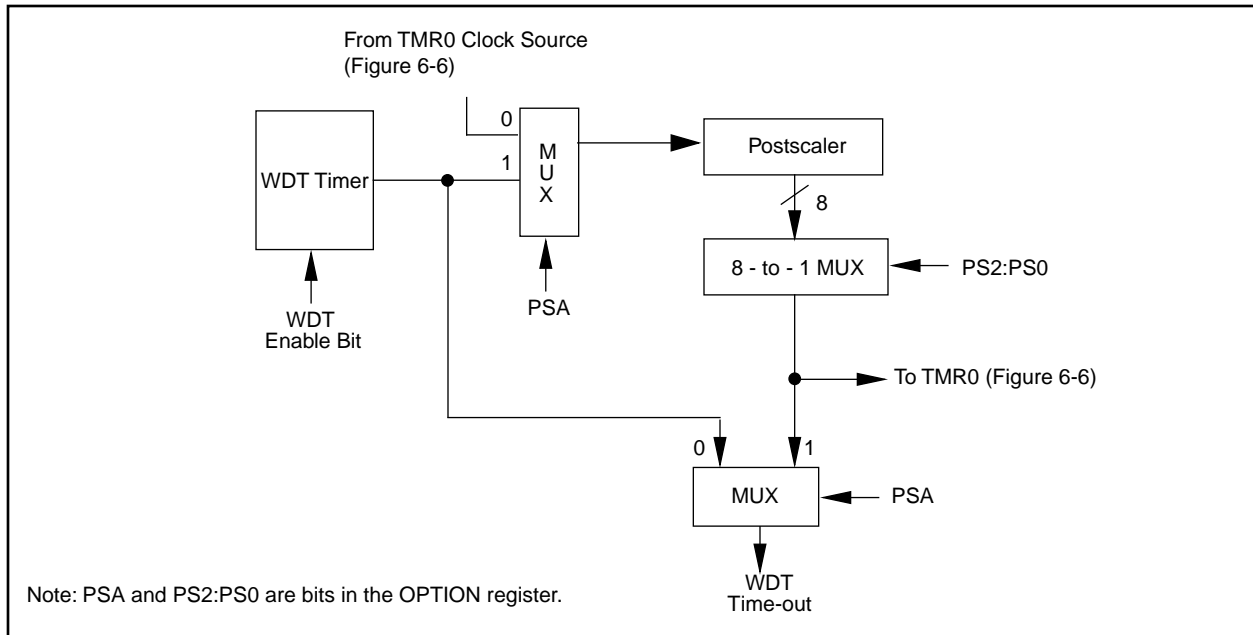 From TMR0 Clock Source
(Figure 6-6)
0
1
M
U
X
WDT Timer
Postscaler
8
8 - to - 1 MUX
PS2:PS0
PSA
WDT
Enable Bit
To TMR0 (Figure 6-6)
0
1
MUX
PSA
WDT
Time-out
Note: PSA and PS2:PS0 are bits in the OPTION register.